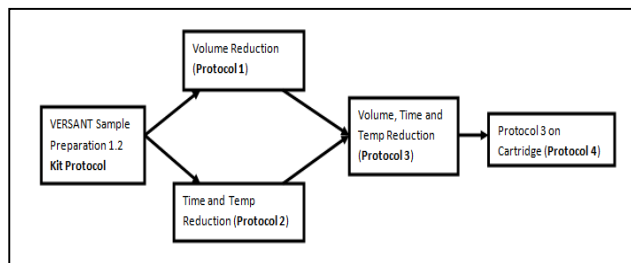 VERSANT Sample
Preparation 1.2
Kit Protocol
Volume Reduction
(Protocol 1)
Time and Temp
Reduction (Protocol 2)
Volume, Time and
Temp Reduction
(Protocol 3)
Protocol 3 on
Cartridge (Protocol 4)